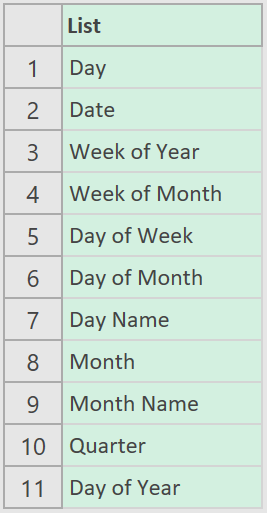 List
1 Day
2 Date
3 Week of Year
4 Week of Month
5 Day of Week
6 Day of Month
7 Day Name
8 Month
9 Month Name
10 Quarter
11 Day of Year